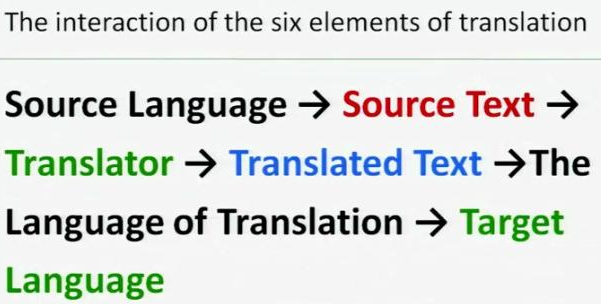 The interaction of the six elements of translation
Source Language → Source Text →
Translator → Translated Text →The
Language of Translation → Target
Language